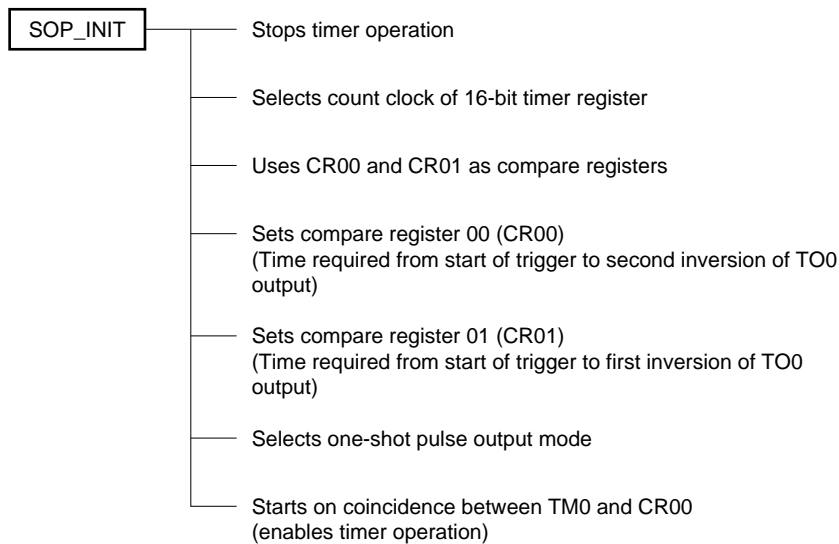 SOP_INIT
Stops timer operation
Selects count clock of 16-bit timer register
Uses CR00 and CR01 as compare registers
Sets compare register 00 (CR00)
(Time required from start of trigger to second inversion of TO0
output)
Sets compare register 01 (CR01)
(Time required from start of trigger to first inversion of TO0
output)
Selects one-shot pulse output mode
Starts on coincidence between TM0 and CR00
(enables timer operation)